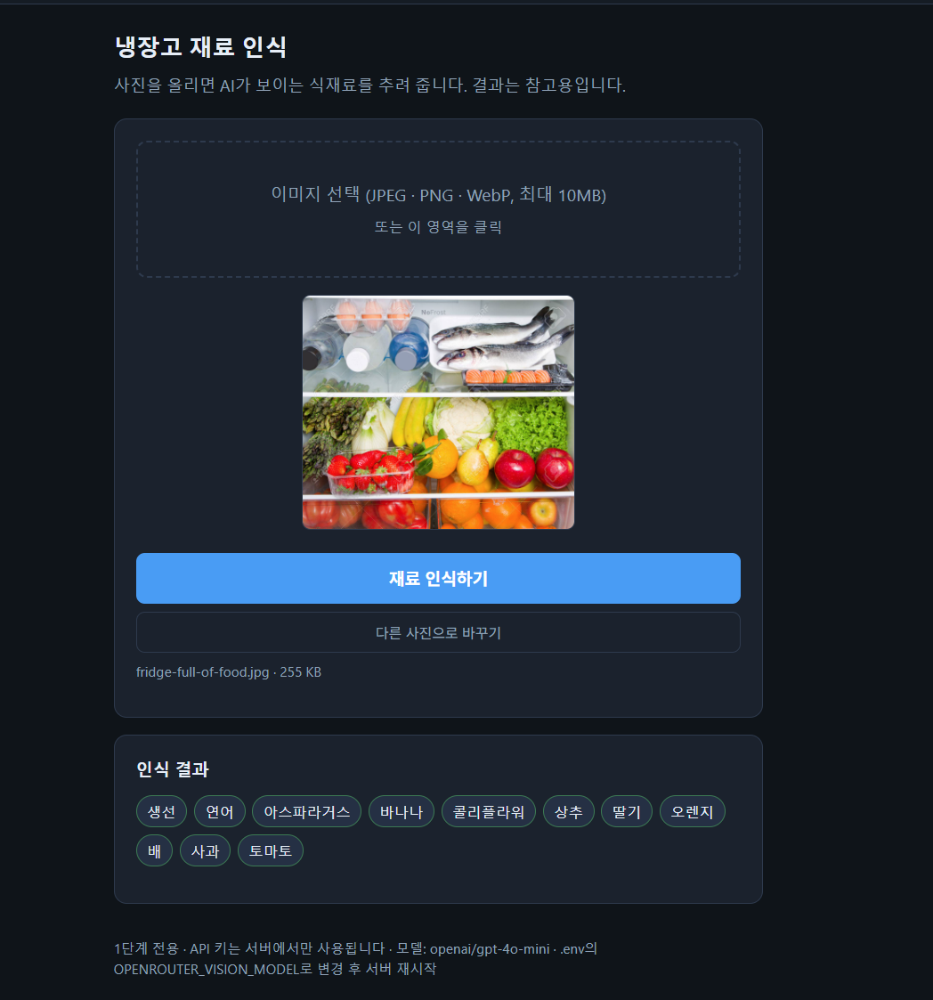 냉장고 재료 인식
사진을 올리면 AI가 보이는 식재료를 추려 줍니다. 결과는 참고용입니다.
이미지 선택 (JPEG · PNG · WebP, 최대 10MB)
또는 이 영역을 클릭
NoFrost
재료 인식하기
다른 사진으로 바꾸기
fridge-full-of-food.jpg · 255 KB
인식 결과
생선 연어 아스파라거스 바나나 콜리플라워 상추 딸기 오렌지
배 사과 토마토
1단계 전용 · API 키는 서버에서만 사용됩니다 · 모델: openai/gpt-4o-mini · .env의
OPENROUTER_VISION_MODEL로 변경 후 서버 재시작